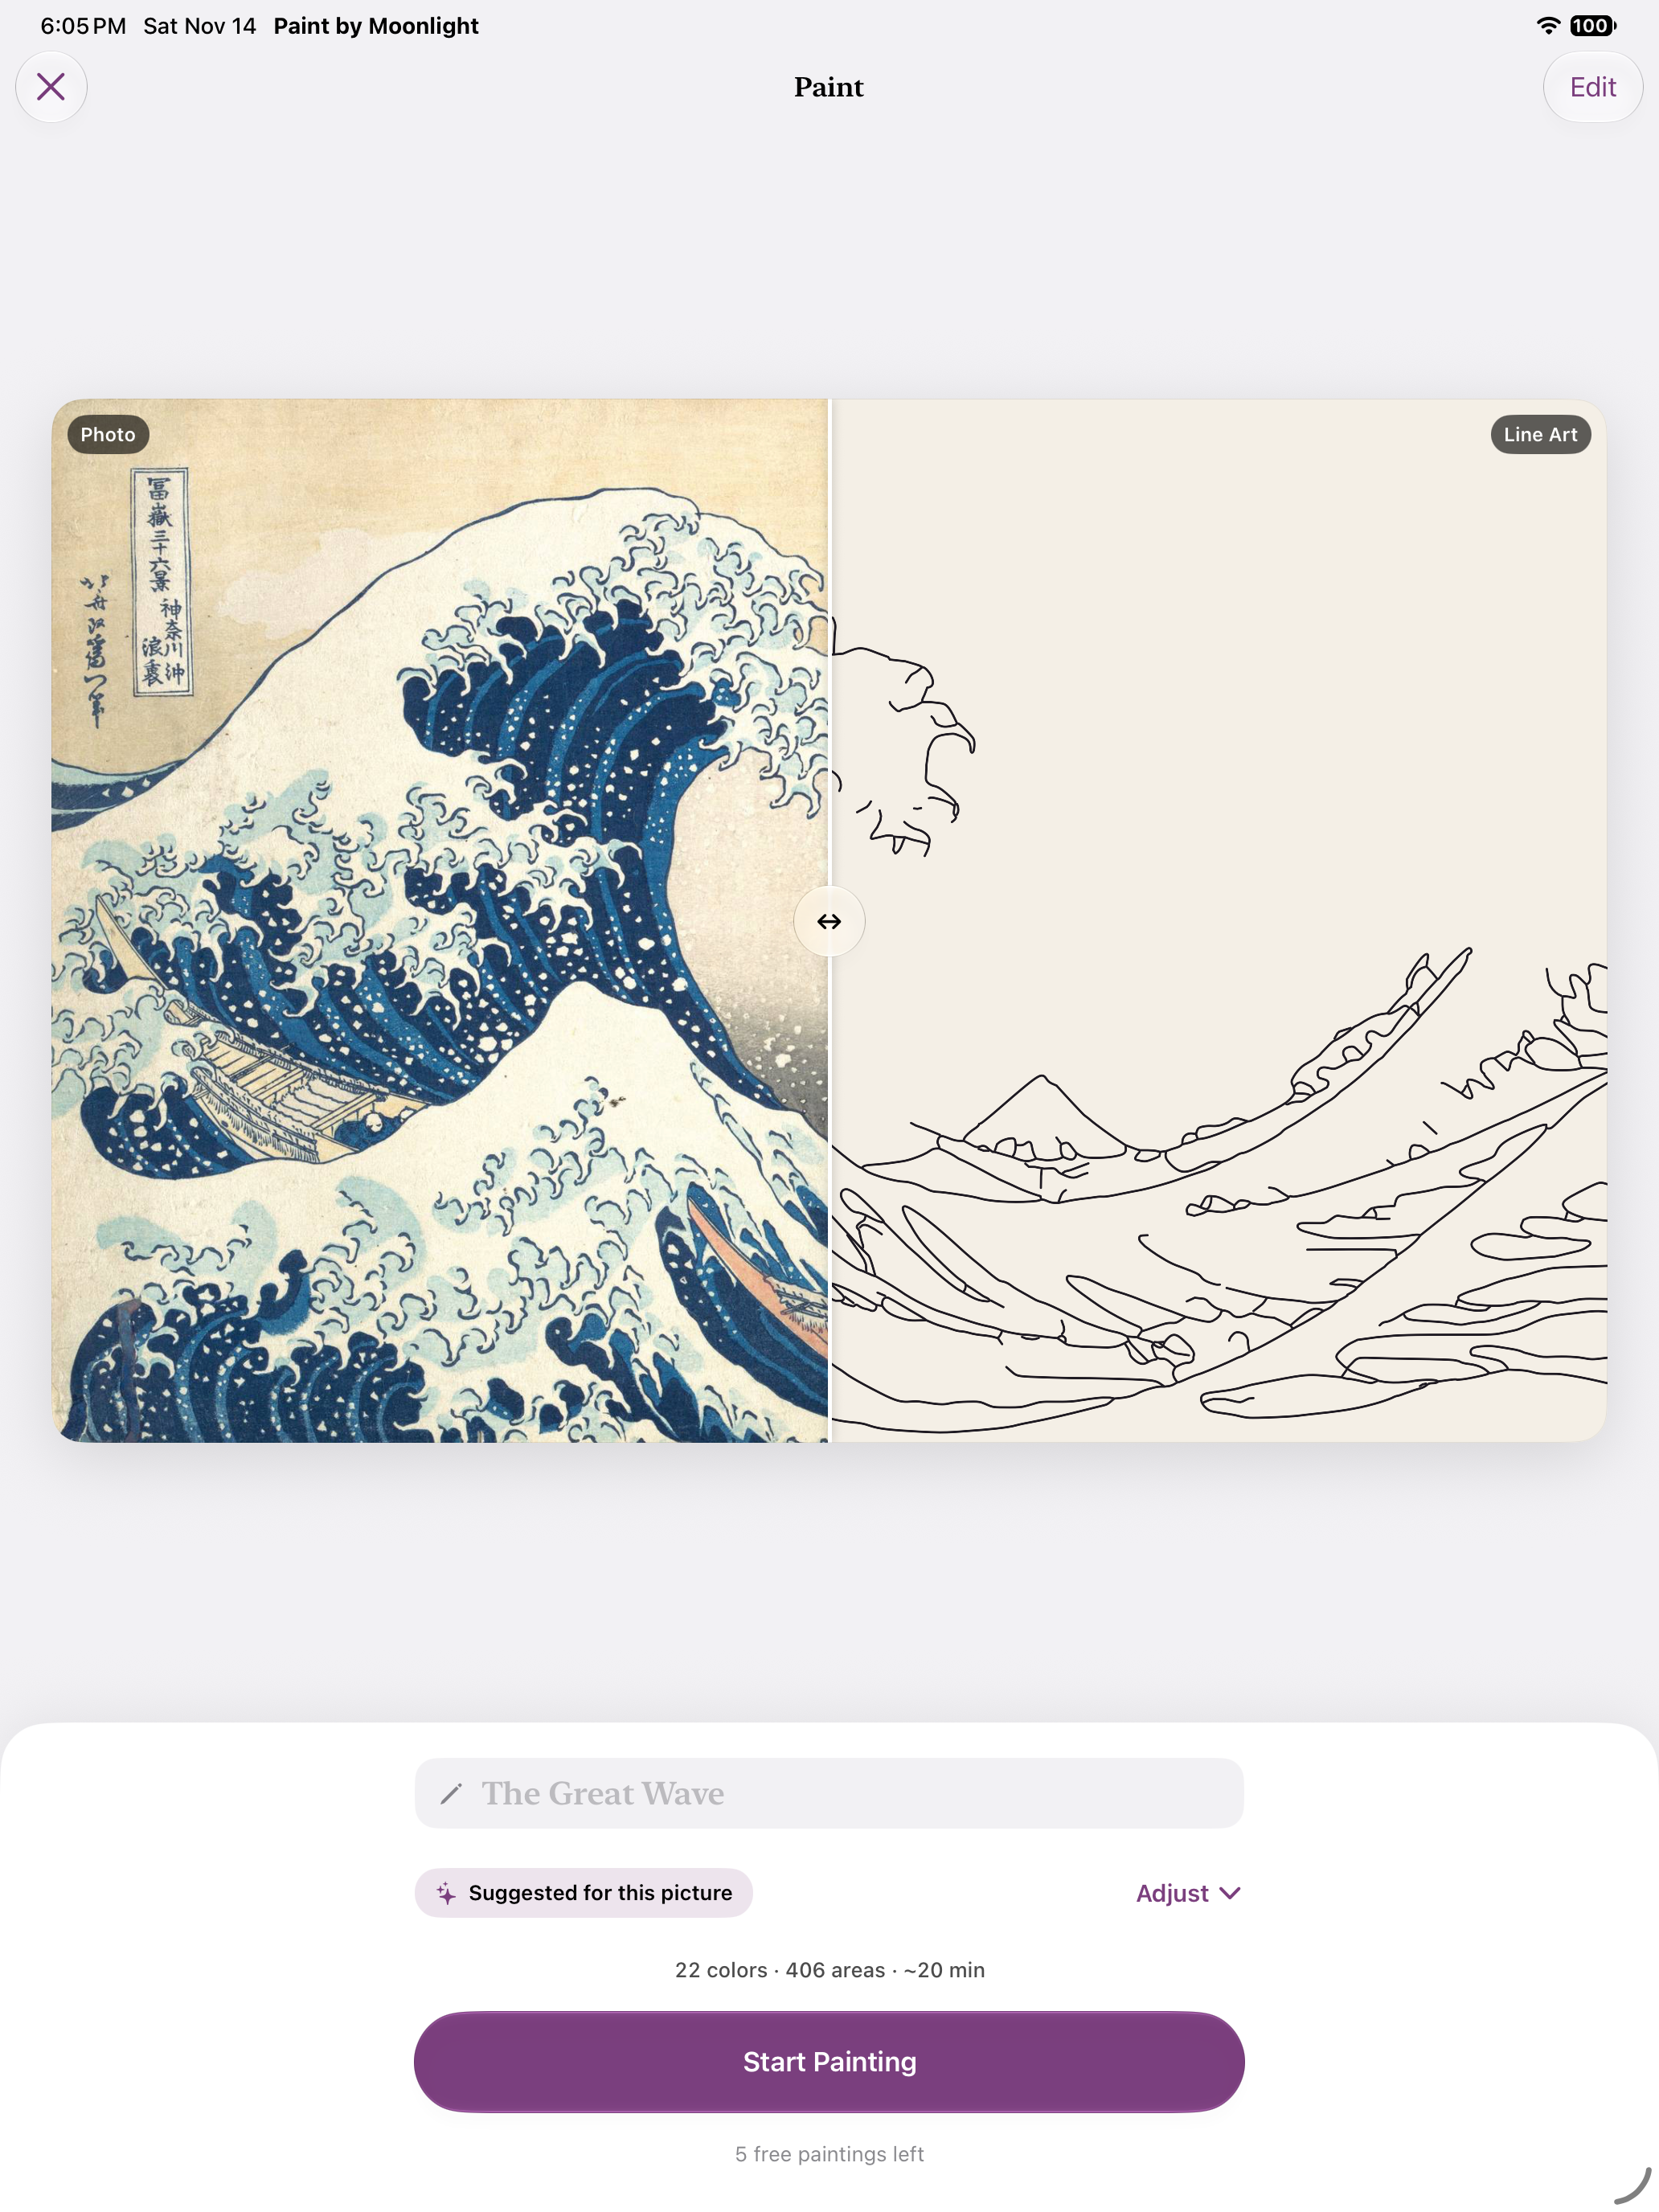 6:05 PM Sat Nov 14 Paint by Moonlight
100
Paint
Edit
Photo
Line Art
冨嶽三十六景
神奈川沖
浪裏
The Great Wave
Suggested for this picture
Adjust
22 colors · 406 areas · ~20 min
Start Painting
5 free paintings left